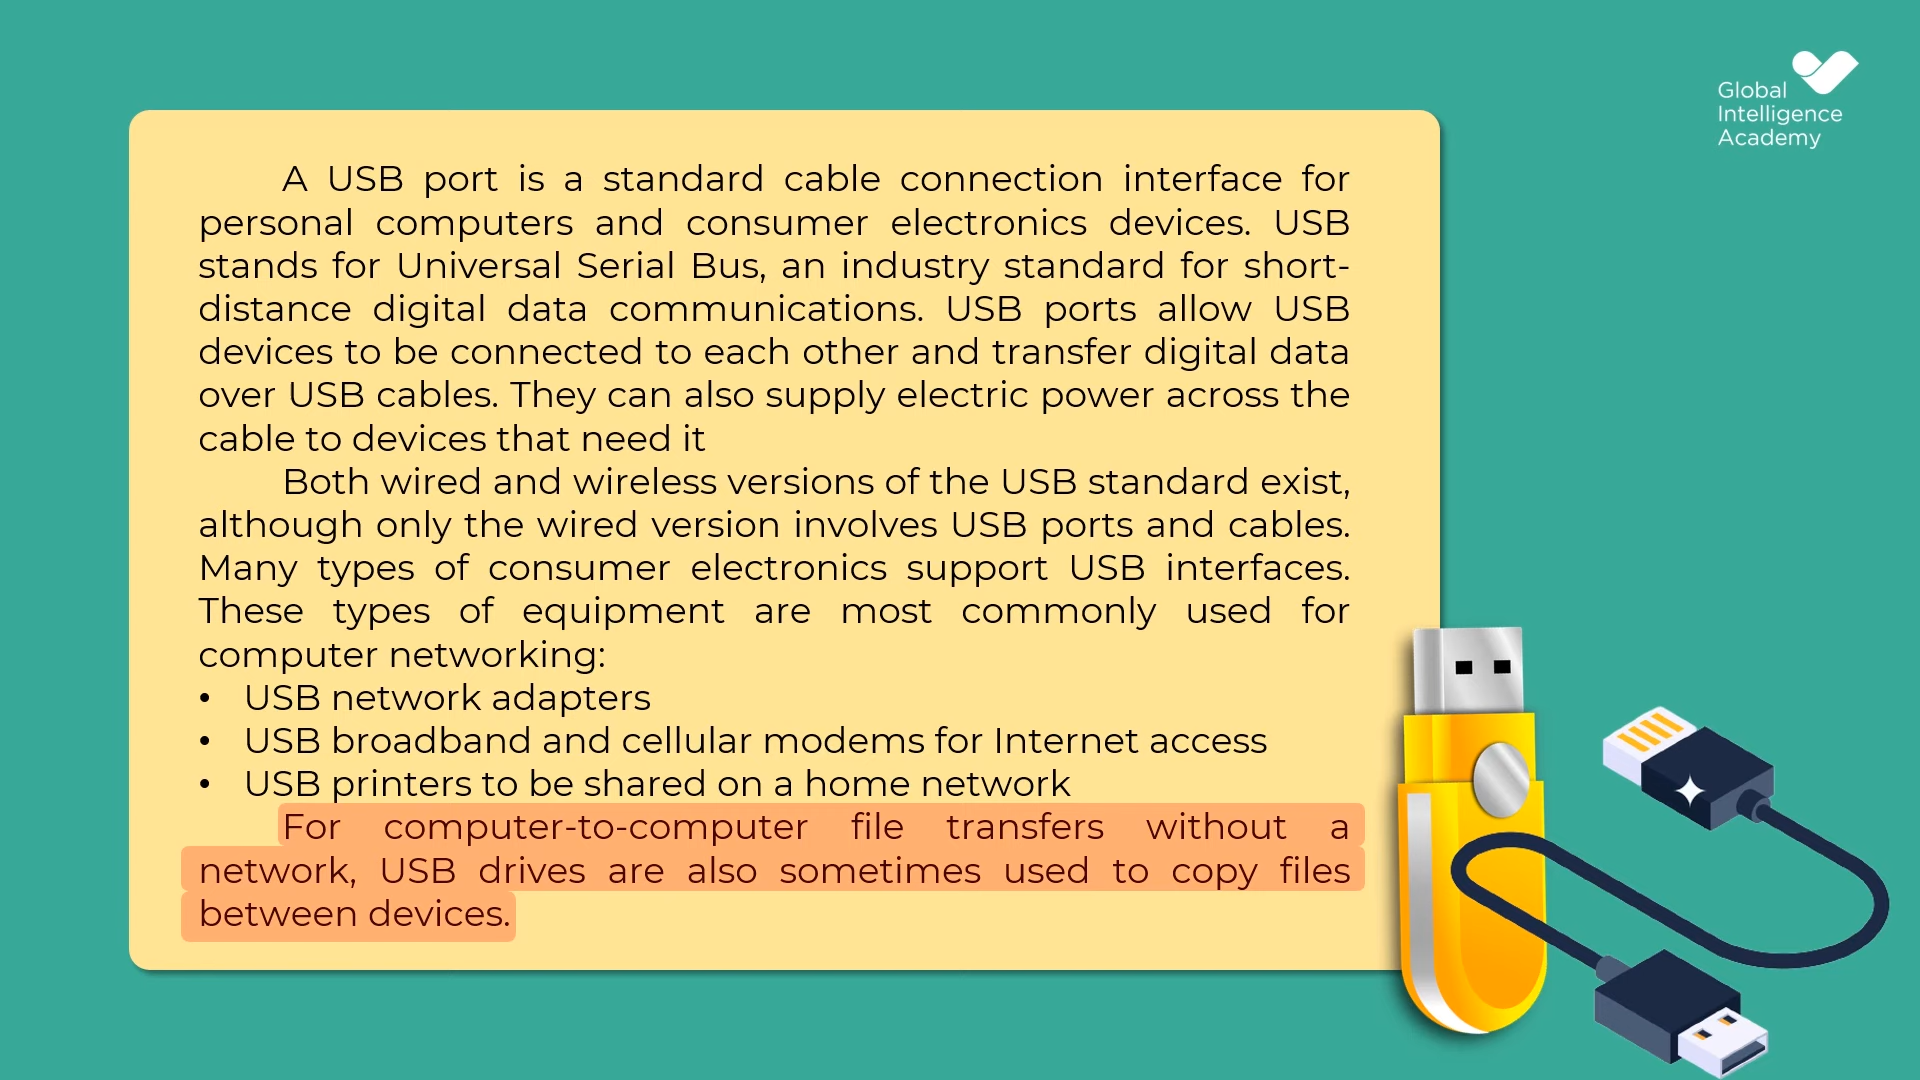 Global
Intelligence
Academy
A USB port is a standard cable connection interface for
personal computers and consumer electronics devices. USB
stands for Universal Serial Bus, an industry standard for short-
distance digital data communications. USB ports allow USB
devices to be connected to each other and transfer digital data
over USB cables. They can also supply electric power across the
cable to devices that need it
Both wired and wireless versions of the USB standard exist,
although only the wired version involves USB ports and cables.
Many types of consumer electronics support USB interfaces.
These types of equipment are most commonly used for
computer networking:
• USB network adapters
• USB broadband and cellular modems for Internet access
• USB printers to be shared on a home network
For computer-to-computer file transfers without a
network, USB drives are also sometimes used to copy files
between devices.